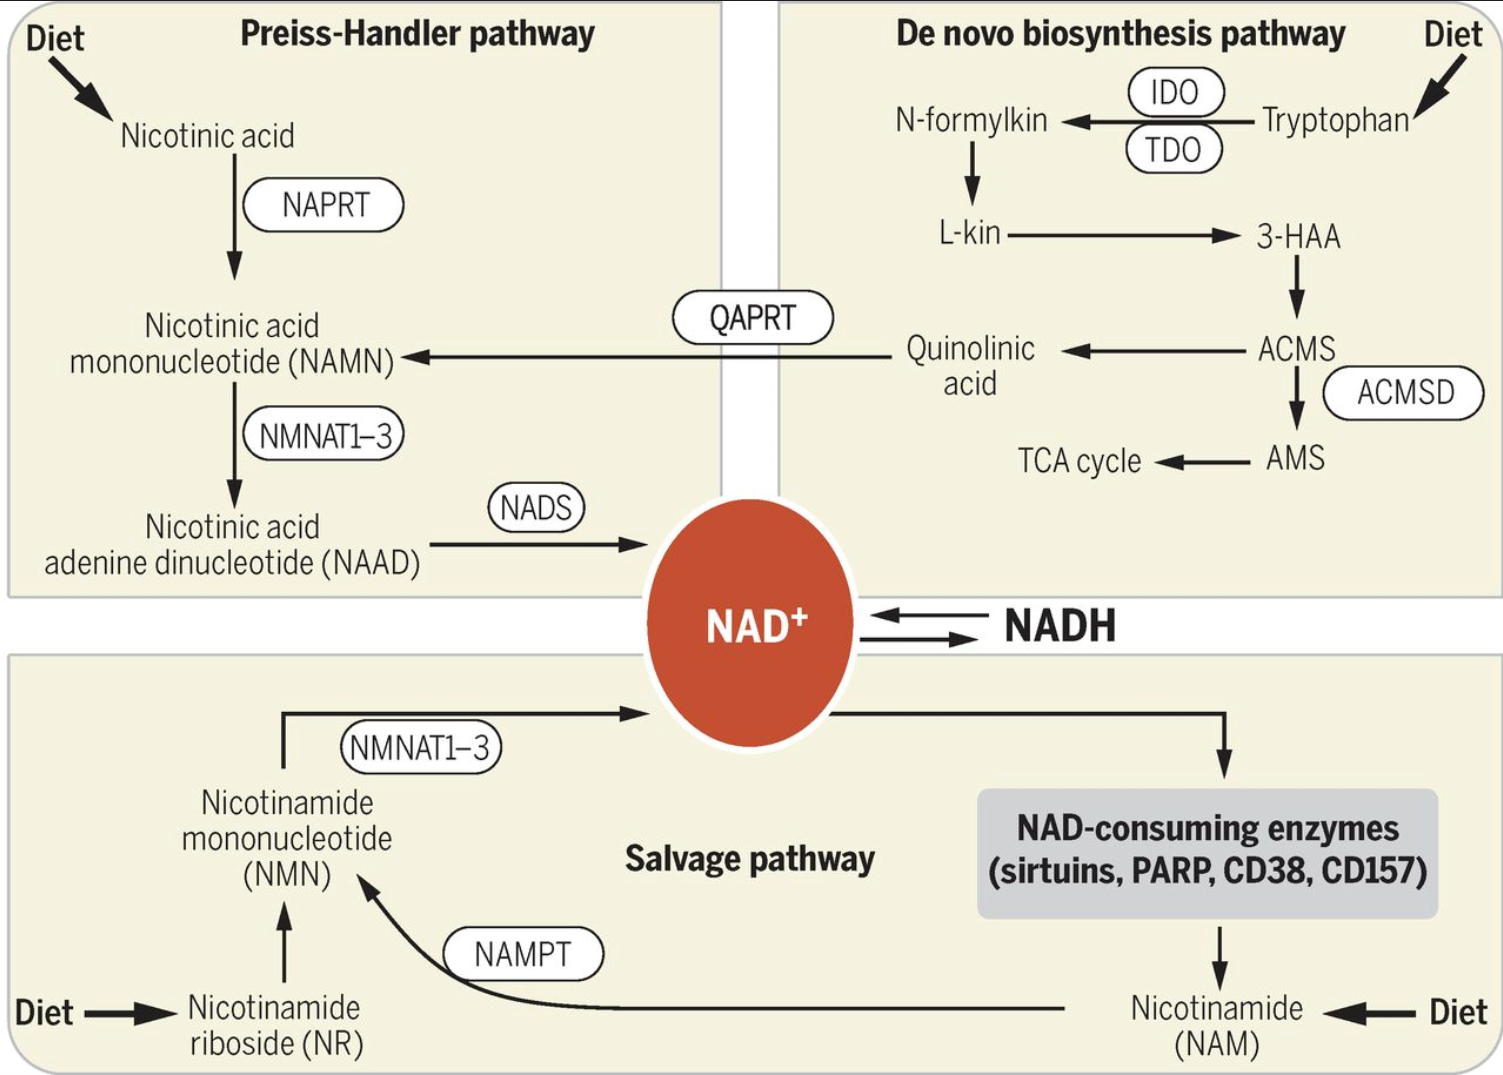 Diet
Preiss-Handler pathway
Nicotinic acid
NAPRT
Nicotinic acid
mononucleotide (NAMN)
NMNAT1–3
Nicotinic acid
adenine dinucleotide (NAAD)
NADS
De novo biosynthesis pathway
Diet
IDO
N-formylkin
Tryptophan
TDO
L-kin
3-HAA
QAPRT
Quinolinic
acid
ACMS
ACMSD
TCA cycle
AMS
NAD+
NADH
NMNAT1–3
Nicotinamide
mononucleotide
(NMN)
Salvage pathway
NAD-consuming enzymes
(sirtuins, PARP, CD38, CD157)
NAMPT
Diet
Nicotinamide
riboside (NR)
Nicotinamide
(NAM)
Diet